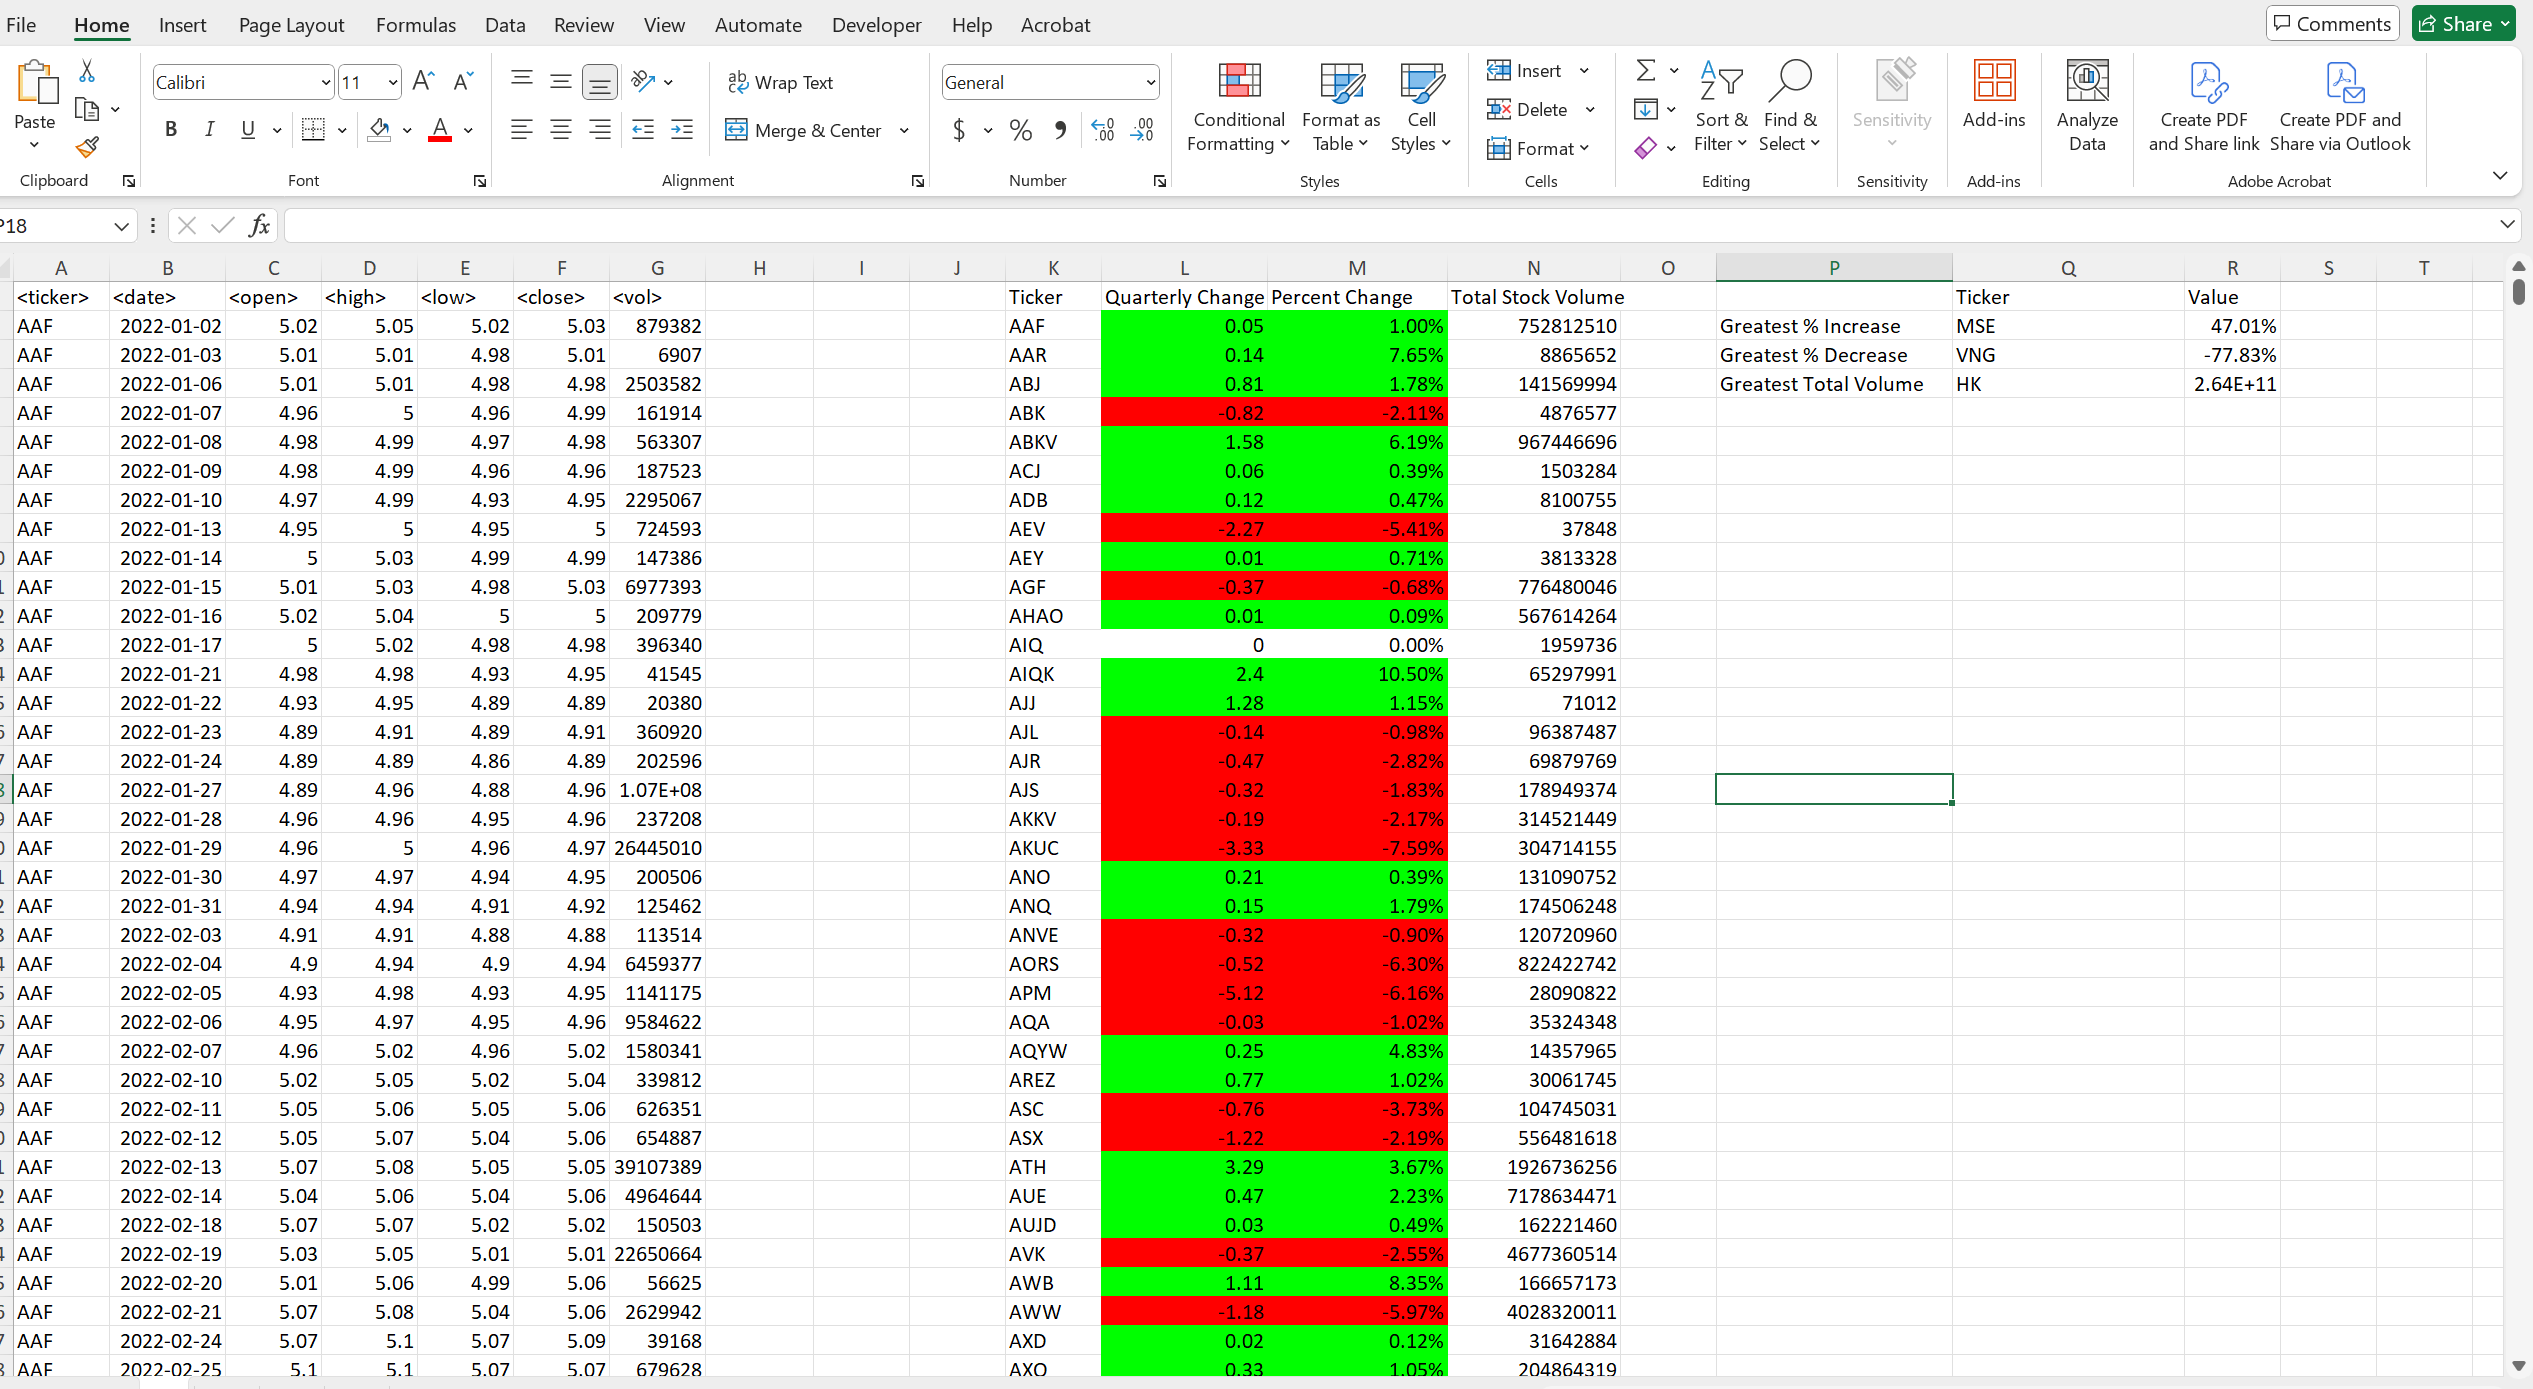 File Home Insert Page Layout Formulas Data Review View Automate Developer Help Acrobat Comments Share
Calibri 11 A A Wrap Text General Insert
Paste B I U A Merge & Center $ % Conditional Formatting Format as Table Cell Styles Delete Format Sort & Filter Find & Select Sensitivity Add-ins Analyze Data Create PDF and Share link Create PDF and Share via Outlook
Clipboard Font Alignment Number Styles Cells Editing Sensitivity Add-ins Adobe Acrobat
P18 fx
A B C D E F G H I J K L M N O P Q R S T
<ticker> <date> <open> <high> <low> <close> <vol> Ticker Quarterly Change Percent Change Total Stock Volume Ticker Value
AAF 2022-01-02 5.02 5.05 5.02 5.03 879382 AAF 0.05 1.00% 752812510 Greatest % Increase MSE 47.01%
AAF 2022-01-03 5.01 5.01 4.98 5.01 6907 AAR 0.14 7.65% 8865652 Greatest % Decrease VNG -77.83%
AAF 2022-01-06 5.01 5.01 4.98 4.98 2503582 ABJ 0.81 1.78% 141569994 Greatest Total Volume HK 2.64E+11
AAF 2022-01-07 4.96 5 4.96 4.99 161914 ABK -0.82 -2.11% 4876577
AAF 2022-01-08 4.98 4.99 4.97 4.98 563307 ABKV 1.58 6.19% 967446696
AAF 2022-01-09 4.98 4.99 4.96 4.96 187523 ACJ 0.06 0.39% 1503284
AAF 2022-01-10 4.97 4.99 4.93 4.95 2295067 ADB 0.12 0.47% 8100755
AAF 2022-01-13 4.95 5 4.95 5 724593 AEV -2.27 -5.41% 37848
AAF 2022-01-14 5 5.03 4.99 4.99 147386 AEY 0.01 0.71% 3813328
AAF 2022-01-15 5.01 5.03 4.98 5.03 6977393 AGF -0.37 -0.68% 776480046
AAF 2022-01-16 5.02 5.04 5 5 209779 AHAO 0.01 0.09% 567614264
AAF 2022-01-17 5 5.02 4.98 4.98 396340 AIQ 0 0.00% 1959736
AAF 2022-01-21 4.98 4.98 4.93 4.95 41545 AIQK 2.4 10.50% 65297991
AAF 2022-01-22 4.93 4.95 4.89 4.89 20380 AJJ 1.28 1.15% 71012
AAF 2022-01-23 4.89 4.91 4.89 4.91 360920 AJL -0.14 -0.98% 96387487
AAF 2022-01-24 4.89 4.89 4.86 4.89 202596 AJR -0.47 -2.82% 69879769
AAF 2022-01-27 4.89 4.96 4.88 4.96 1.07E+08 AJS -0.32 -1.83% 178949374
AAF 2022-01-28 4.96 4.96 4.95 4.96 237208 AKKV -0.19 -2.17% 314521449
AAF 2022-01-29 4.96 5 4.96 4.97 26445010 AKUC -3.33 -7.59% 304714155
AAF 2022-01-30 4.97 4.97 4.94 4.95 200506 ANO 0.21 0.39% 131090752
AAF 2022-01-31 4.94 4.94 4.91 4.92 125462 ANQ 0.15 1.79% 174506248
AAF 2022-02-03 4.91 4.91 4.88 4.88 113514 ANVE -0.32 -0.90% 120720960
AAF 2022-02-04 4.9 4.94 4.9 4.94 6459377 AORS -0.52 -6.30% 822422742
AAF 2022-02-05 4.93 4.98 4.93 4.95 1141175 APM -5.12 -6.16% 28090822
AAF 2022-02-06 4.95 4.97 4.95 4.96 9584622 AQA -0.03 -1.02% 35324348
AAF 2022-02-07 4.96 5.02 4.96 5.02 1580341 AQYW 0.25 4.83% 14357965
AAF 2022-02-10 5.02 5.05 5.02 5.04 339812 AREZ 0.77 1.02% 30061745
AAF 2022-02-11 5.05 5.06 5.05 5.06 626351 ASC -0.76 -3.73% 104745031
AAF 2022-02-12 5.05 5.07 5.04 5.06 654887 ASX -1.22 -2.19% 556481618
AAF 2022-02-13 5.07 5.08 5.05 5.05 39107389 ATH 3.29 3.67% 1926736256
AAF 2022-02-14 5.04 5.06 5.04 5.06 4964644 AUE 0.47 2.23% 7178634471
AAF 2022-02-18 5.07 5.07 5.02 5.02 150503 AUJD 0.03 0.49% 162221460
AAF 2022-02-19 5.03 5.05 5.01 5.01 22650664 AVK -0.37 -2.55% 4677360514
AAF 2022-02-20 5.01 5.06 4.99 5.06 56625 AWB 1.11 8.35% 166657173
AAF 2022-02-21 5.07 5.08 5.04 5.06 2629942 AWW -1.18 -5.97% 4028320011
AAF 2022-02-24 5.07 5.1 5.07 5.09 39168 AXD 0.02 0.12% 31642884
AAF 2022-02-25 5.1 5.1 5.07 5.07 679628 AXO 0.33 1.05% 204864319